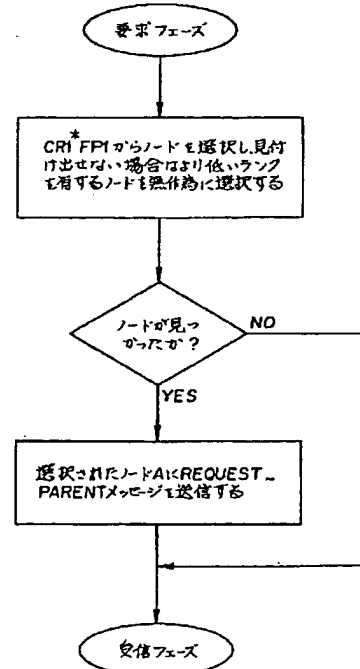 要求フェーズ
CRI* FPIからノードを選択し、見付
け出せない場合はより低いランク
を有するノードを無作為に選択する
ノードが見つ
かったか?
NO
YES
選択されたノードAにREQUEST_
PARENTメッセージを送信する
受信フェーズ